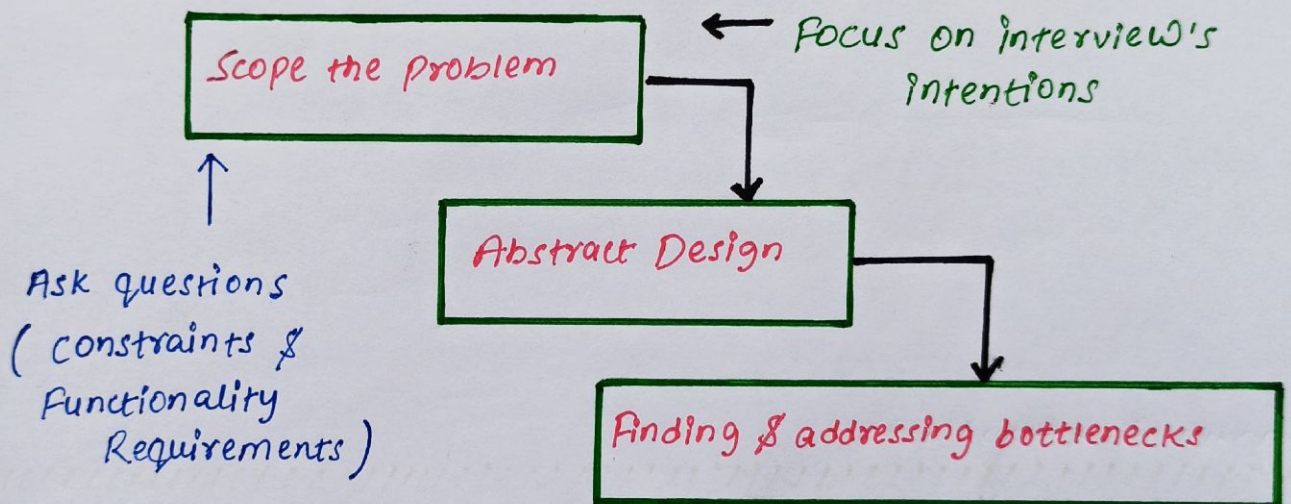 Scope the problem
Focus on interview's
intentions
Abstract Design
Ask questions
( constraints &
Functionality
Requirements )
Finding & addressing bottlenecks